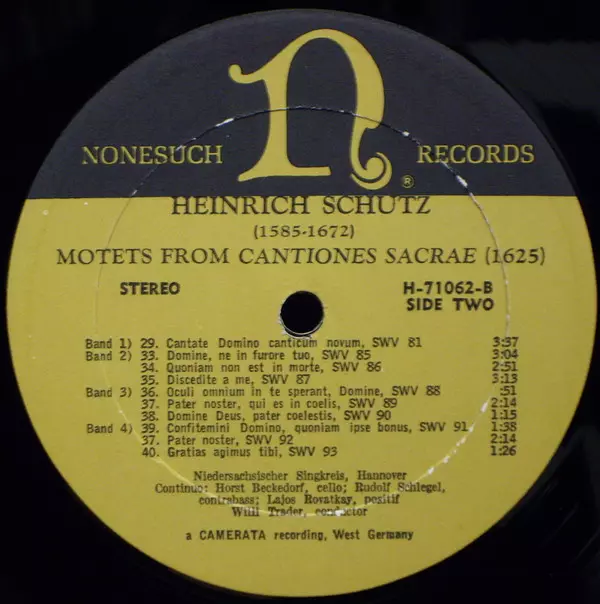 n
®
NONESUCH RECORDS
HEINRICH SCHUTZ
(1585-1672)
MOTETS FROM CANTIONES SACRAE (1625)
STEREO H-71062-B
SIDE TWO
Band 1) 29. Cantate Domino canticum novum, SWV 81 3:37
Band 2) 33. Domine, ne in furore tuo, SWV 85 3:04
34. Quoniam non est in morte, SWV 86 2:51
35. Discedite a me, SWV 87 3:13
Band 3) 36. Oculi omnium in te sperant, Domine, SWV 88 :51
37. Pater noster, qui es in coelis, SWV 89 2:14
38. Domine Deus, pater coelestis, SWV 90 1:15
Band 4) 39. Confitemini Domino, quoniam ipse bonus, SWV 91 1:38
37. Pater noster, SWV 92 2:14
40. Gratias agimus tibi, SWV 93 1:26
Niedersachsischer Singkreis, Hannover
Continuo: Horst Beckedorf, cello; Rudolf Schlegel,
contrabass; Lajos Rovatkay, positif
Willi Trader, conductor
a CAMERATA recording, West Germany